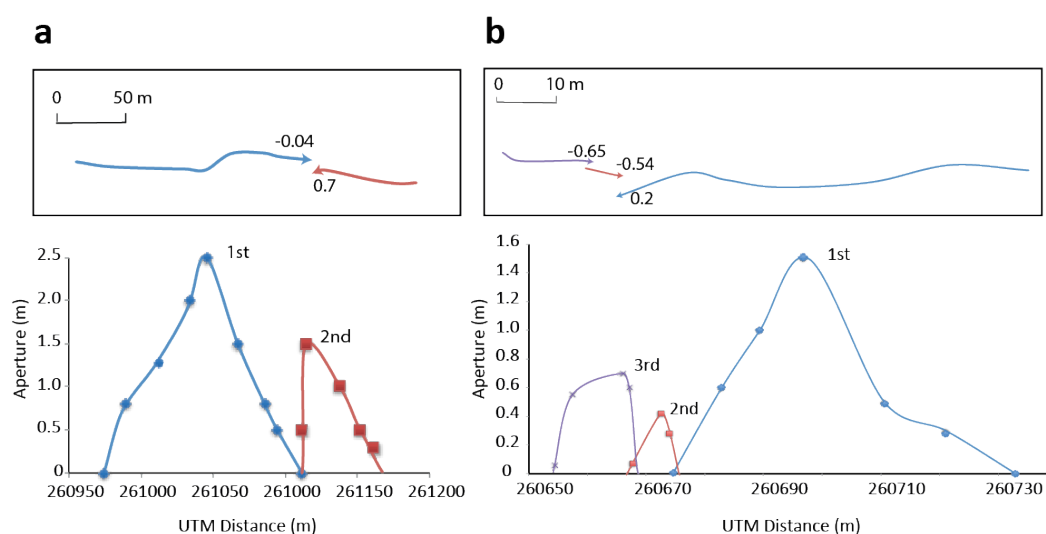 a
0 50 m
-0.04
0.7
2.5
2.0
1.5
1.0
0.5
0
Aperture (m)
1st
2nd
260950 261000 261050 261000 261150 261200
UTM Distance (m)
b
0 10 m
-0.65
-0.54
0.2
1.6
1.4
1.2
1.0
0.8
0.6
0.4
0.2
0
Aperture (m)
1st
3rd
2nd
260650 260670 260690 260710 260730
UTM Distance (m)